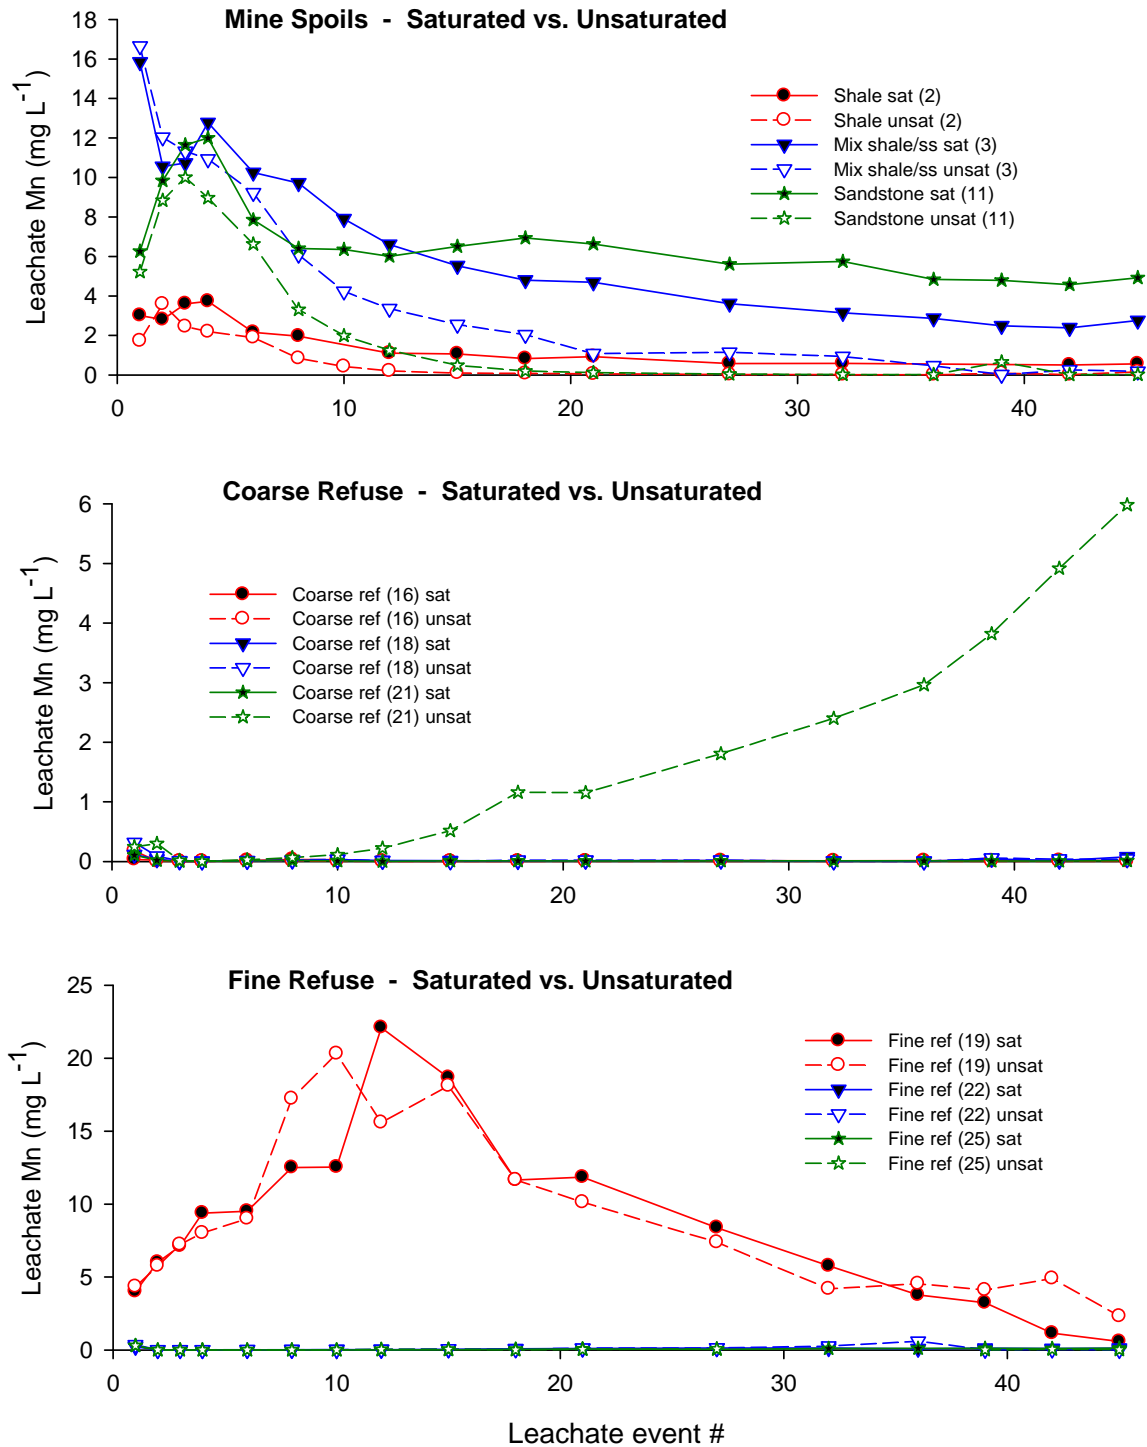 Mine Spoils - Saturated vs. Unsaturated
Leachate Mn (mg L-1)
18
16
14
12
10
8
6
4
2
0
Shale sat (2)
Shale unsat (2)
Mix shale/ss sat (3)
Mix shale/ss unsat (3)
Sandstone sat (11)
Sandstone unsat (11)
0 10 20 30 40
Coarse Refuse - Saturated vs. Unsaturated
Leachate Mn (mg L-1)
6
5
4
3
2
1
0
Coarse ref (16) sat
Coarse ref (16) unsat
Coarse ref (18) sat
Coarse ref (18) unsat
Coarse ref (21) sat
Coarse ref (21) unsat
0 10 20 30 40
Fine Refuse - Saturated vs. Unsaturated
Leachate Mn (mg L-1)
25
20
15
10
5
0
Fine ref (19) sat
Fine ref (19) unsat
Fine ref (22) sat
Fine ref (22) unsat
Fine ref (25) sat
Fine ref (25) unsat
0 10 20 30 40
Leachate event #